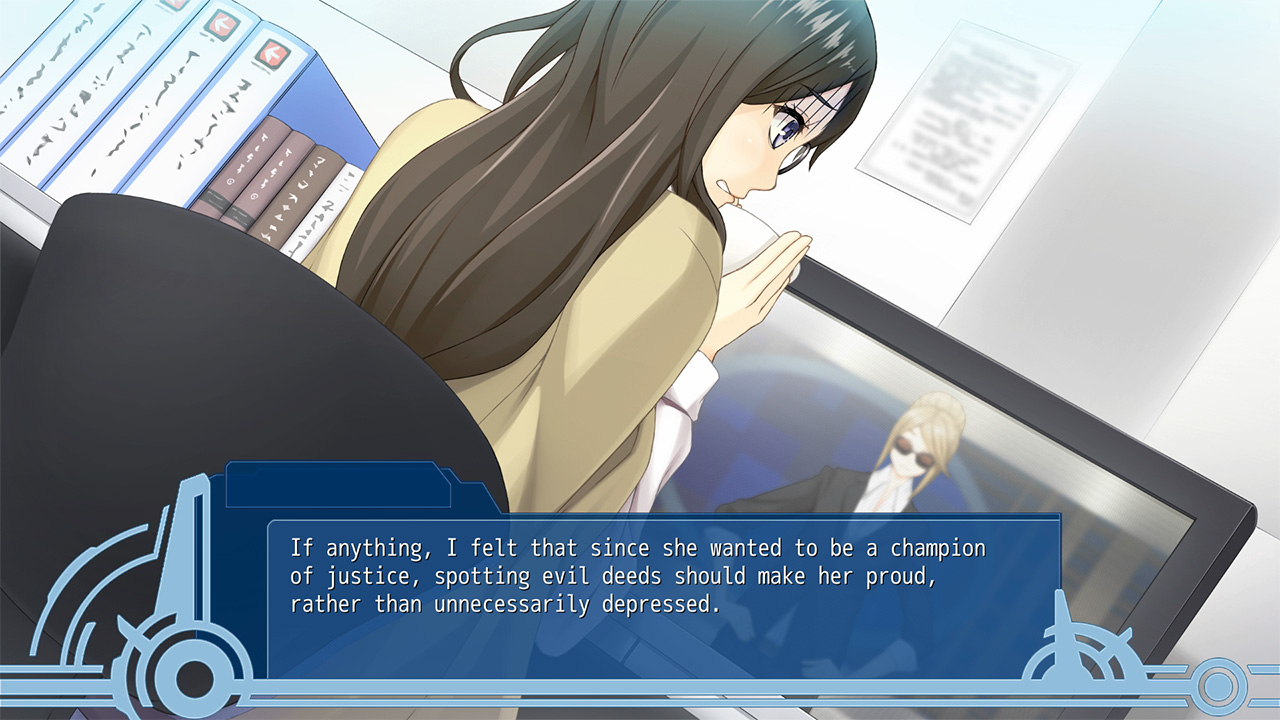 If anything, I felt that since she wanted to be a champion
of justice, spotting evil deeds should make her proud,
rather than unnecessarily depressed.